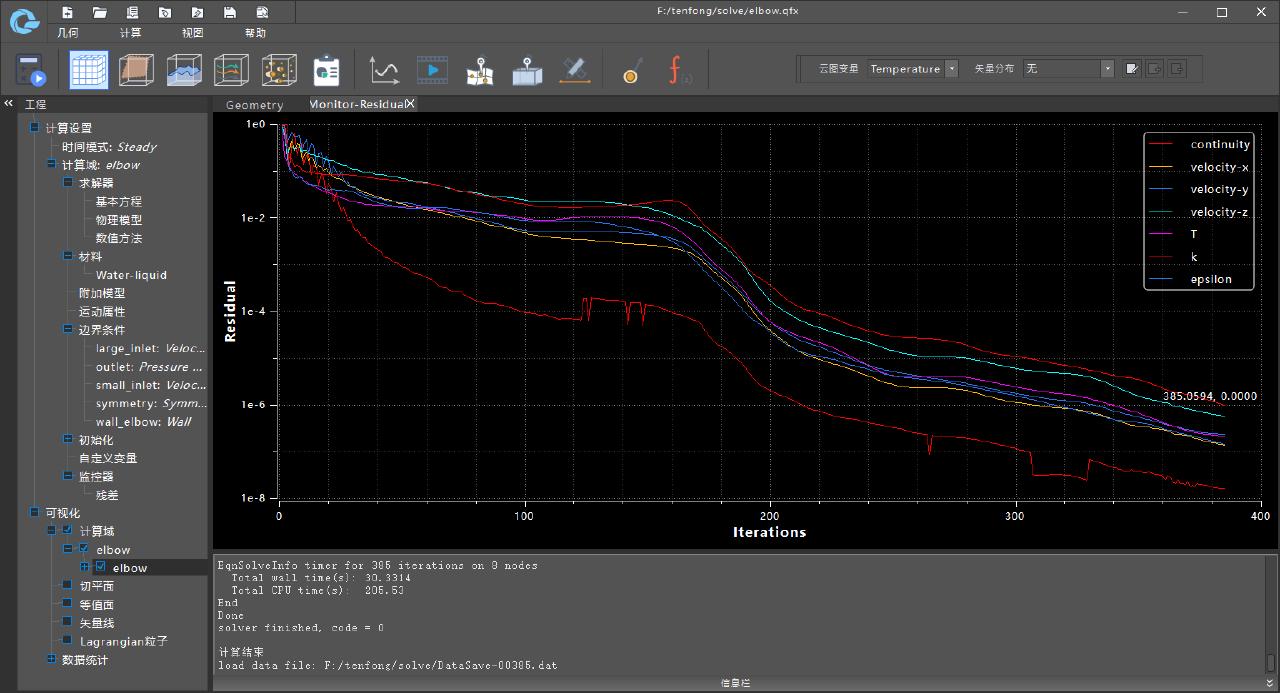 F:/tenfong/solve/elbow.qfx
几何 计算 视图 帮助
云图变量 Temperature 矢量分布 无
工程
Geometry Monitor-Residual
计算设置
时间模式: Steady
计算域: elbow
求解器
基本方程
物理模型
数值方法
材料
Water-liquid
附加模型
运动属性
边界条件
large_inlet: Veloc...
outlet: Pressure ...
small_inlet: Veloc...
symmetry: Symm...
wall_elbow: Wall
初始化
自定义变量
监控器
残差
可视化
计算域
elbow
elbow
切平面
等值面
矢量线
Lagrangian粒子
数据统计
1e0
1e-2
1e-4
1e-6
1e-8
Residual
0 100 200 300 400
Iterations
continuity
velocity-x
velocity-y
velocity-z
T
k
epsilon
385.0594, 0.0000
EqnSolveInfo timer for 385 iterations on 8 nodes
Total wall time(s): 30.3314
Total CPU time(s): 205.53
End
Done
solver finished, code = 0
计算结束
load data file: F:/tenfong/solve/DataSave-00385.dat
信息栏